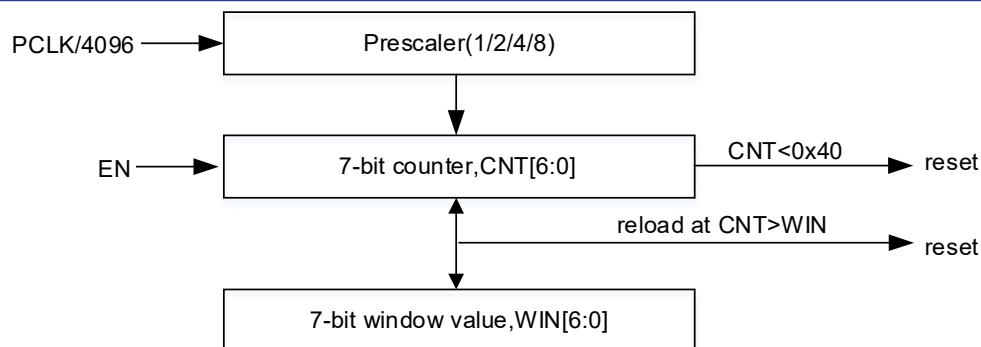 PCLK/4096
Prescaler(1/2/4/8)
EN
7-bit counter,CNT[6:0]
CNT<0x40
reset
reload at CNT>WIN
reset
7-bit window value,WIN[6:0]